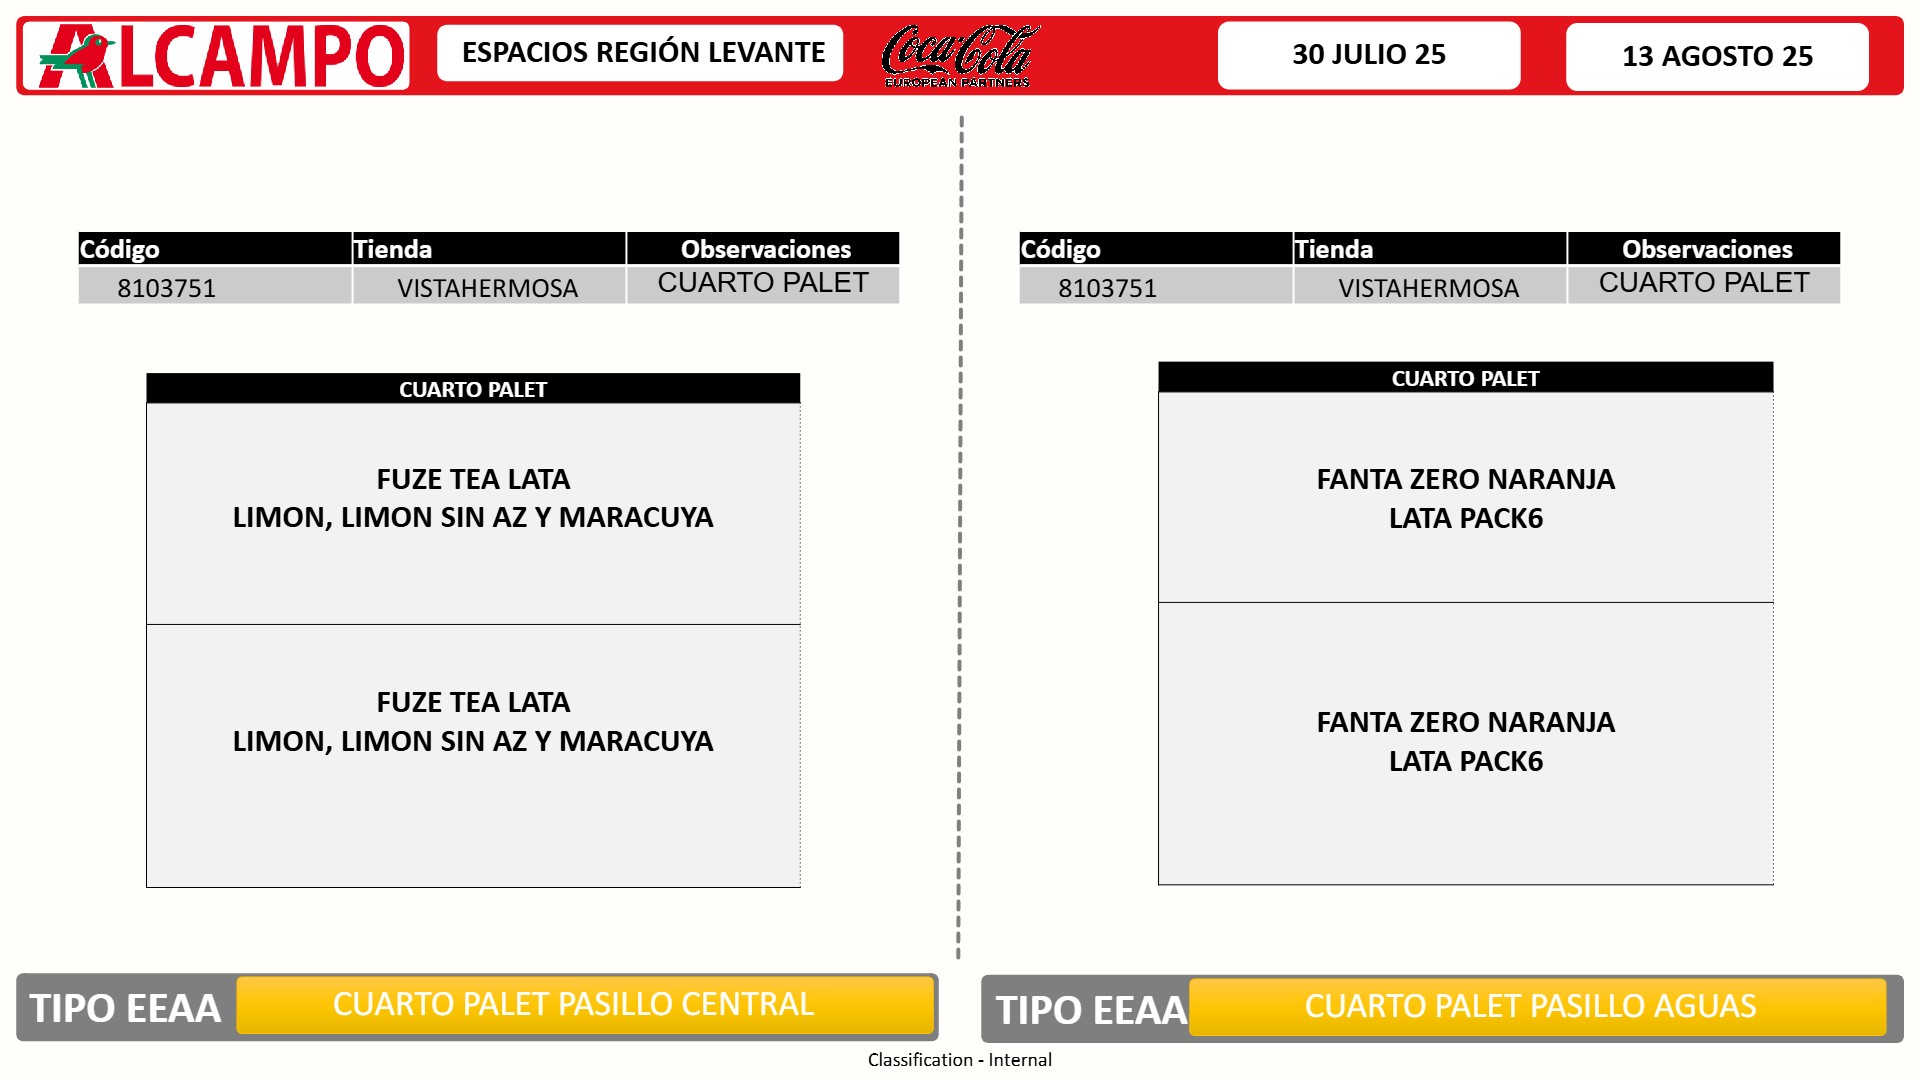 ALCAMPO
ESPACIOS REGIÓN LEVANTE
Coca-Cola
EUROPEAN PARTNERS
30 JULIO 25
13 AGOSTO 25
Código Tienda Observaciones
8103751 VISTAHERMOSA CUARTO PALET
CUARTO PALET
FUZE TEA LATA
LIMON, LIMON SIN AZ Y MARACUYA
FUZE TEA LATA
LIMON, LIMON SIN AZ Y MARACUYA
TIPO EEAA CUARTO PALET PASILLO CENTRAL
Código Tienda Observaciones
8103751 VISTAHERMOSA CUARTO PALET
CUARTO PALET
FANTA ZERO NARANJA
LATA PACK6
FANTA ZERO NARANJA
LATA PACK6
TIPO EEAA CUARTO PALET PASILLO AGUAS
Classification - Internal